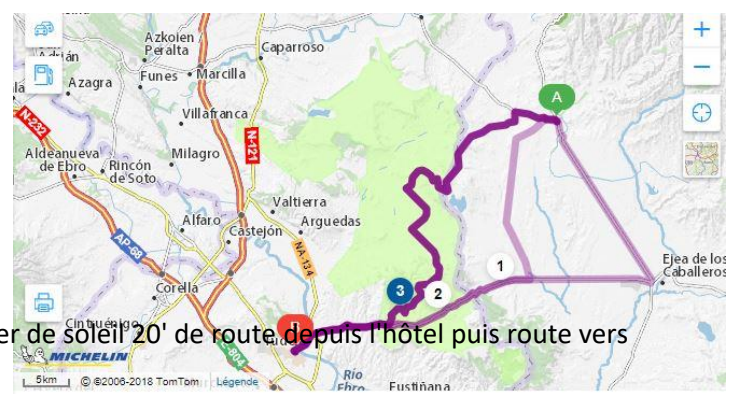 Azkoien /
Peralta
Adrián
Caparroso
Azagra
Funes
Marcilla
N-232
Villafranca
N-121
A
Aldeanueva
de Ebro
Rincón
de Soto
Milagro
Valtierra
Arguedas
Alfaro
Castejón
NA-134
AP-68
1
Ejea de los
Caballeros
Corella
3
2
Cintruénigo
er de soleil 20' de route depuis l'hôtel puis route vers
MICHELIN
5km
© ©2006-2018 TomTom
Légende
Río
Ebro
Fustiñana